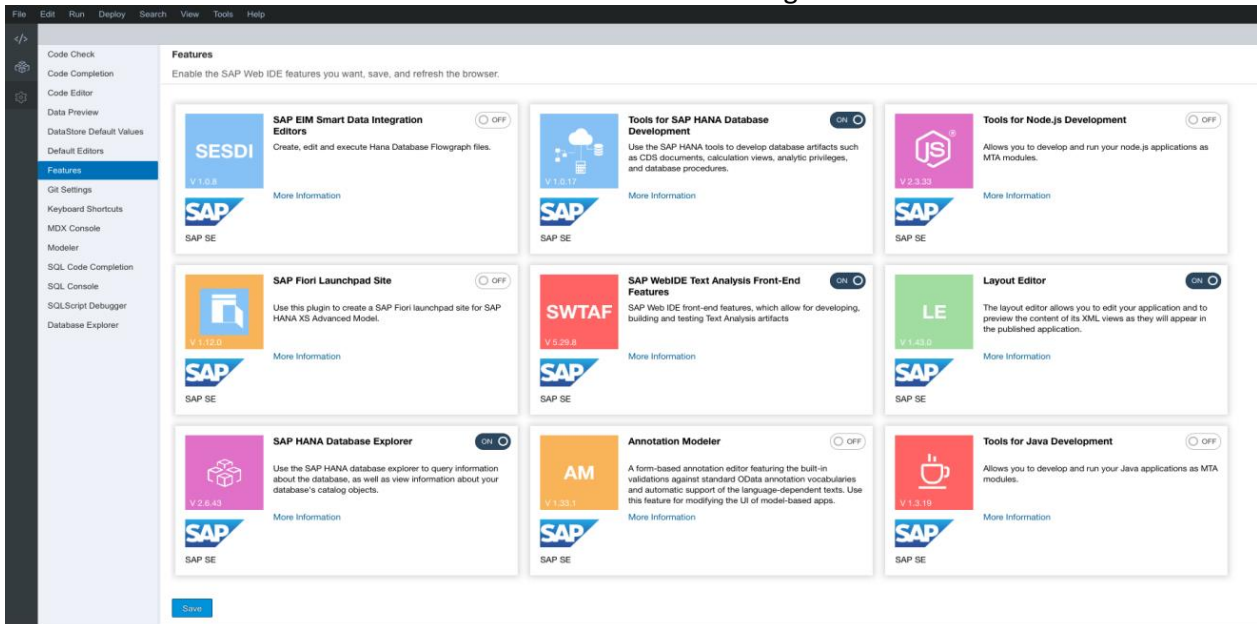 File Edit Run Deploy Search View Tools Help
Code Check
Code Completion
Code Editor
Data Preview
DataStore Default Values
Default Editors
Features
Git Settings
Keyboard Shortcuts
MDX Console
Modeler
SQL Code Completion
SQL Console
SQLScript Debugger
Database Explorer
Features
Enable the SAP Web IDE features you want, save, and refresh the browser.
SESDI
V 1.0.8
SAP
SAP SE
SAP EIM Smart Data Integration
Editors
OFF
Create, edit and execute Hana Database Flowgraph files.
More Information
V 1.0.17
SAP
SAP SE
Tools for SAP HANA Database
Development
ON
Use the SAP HANA tools to develop database artifacts such
as CDS documents, calculation views, analytic privileges,
and database procedures.
More Information
JS
V 2.3.33
SAP
SAP SE
Tools for Node.js Development
OFF
Allows you to develop and run your node.js applications as
MTA modules.
More Information
V 1.12.0
SAP
SAP SE
SAP Fiori Launchpad Site
OFF
Use this plugin to create a SAP Fiori launchpad site for SAP
HANA XS Advanced Model.
More Information
SWTAF
V 5.29.8
SAP
SAP SE
SAP WebIDE Text Analysis Front-End
Features
ON
SAP Web IDE front-end features, which allow for developing,
building and testing Text Analysis artifacts
More Information
LE
V 1.43.0
SAP
SAP SE
Layout Editor
ON
The layout editor allows you to edit your application and to
preview the content of its XML views as they will appear in
the published application.
More Information
V 2.6.43
SAP
SAP SE
SAP HANA Database Explorer
ON
Use the SAP HANA database explorer to query information
about the database, as well as view information about your
database's catalog objects.
More Information
AM
V 1.33.1
SAP
SAP SE
Annotation Modeler
OFF
A form-based annotation editor featuring the built-in
validations against standard OData annotation vocabularies
and automatic support of the language-dependent texts. Use
this feature for modifying the UI of model-based apps.
More Information
V 1.3.19
SAP
SAP SE
Tools for Java Development
OFF
Allows you to develop and run your Java applications as MTA
modules.
More Information
Save